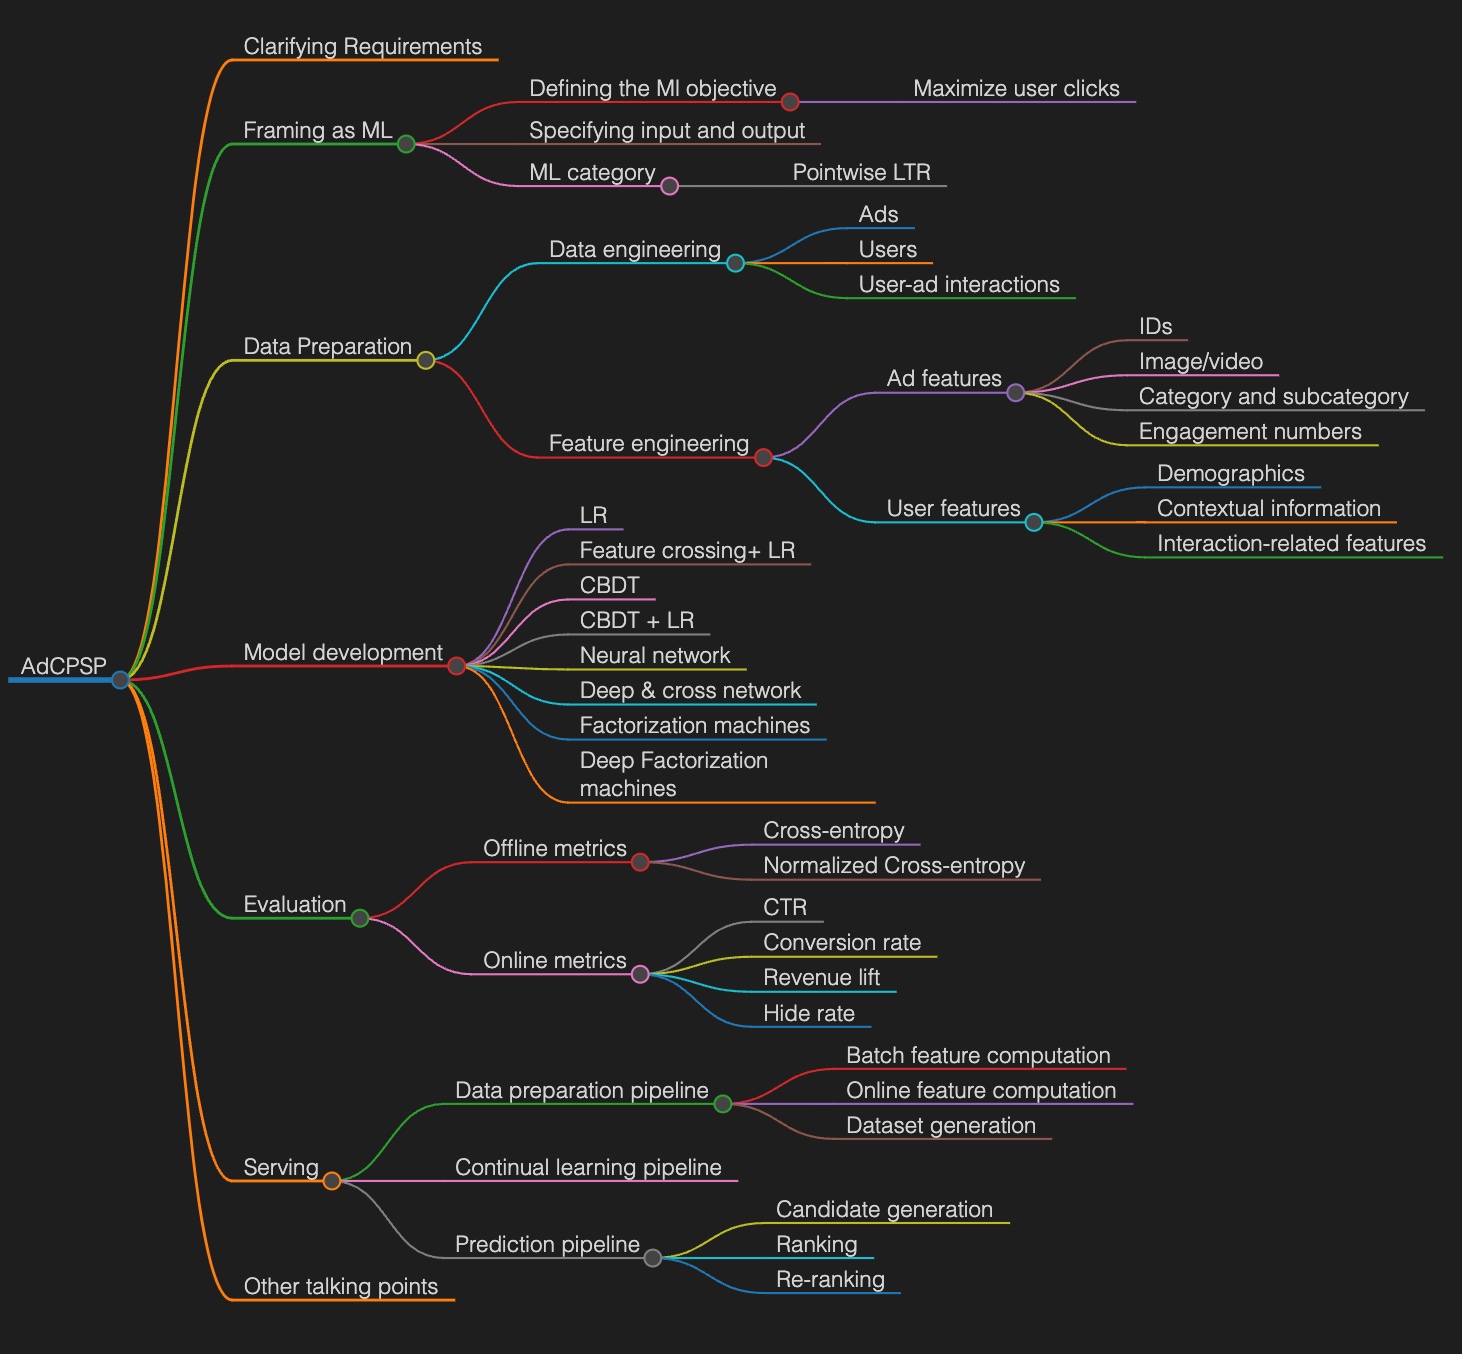 Clarifying Requirements
Defining the Ml objective
Maximize user clicks
Framing as ML
Specifying input and output
ML category
Pointwise LTR
Ads
Data engineering
Users
User-ad interactions
IDs
Data Preparation
Image/video
Ad features
Category and subcategory
Engagement numbers
Feature engineering
Demographics
User features
Contextual information
Interaction-related features
LR
Feature crossing+ LR
CBDT
CBDT + LR
AdCPSP
Model development
Neural network
Deep & cross network
Factorization machines
Deep Factorization
machines
Cross-entropy
Offline metrics
Normalized Cross-entropy
Evaluation
CTR
Conversion rate
Online metrics
Revenue lift
Hide rate
Batch feature computation
Data preparation pipeline
Online feature computation
Dataset generation
Serving
Continual learning pipeline
Candidate generation
Prediction pipeline
Ranking
Re-ranking
Other talking points